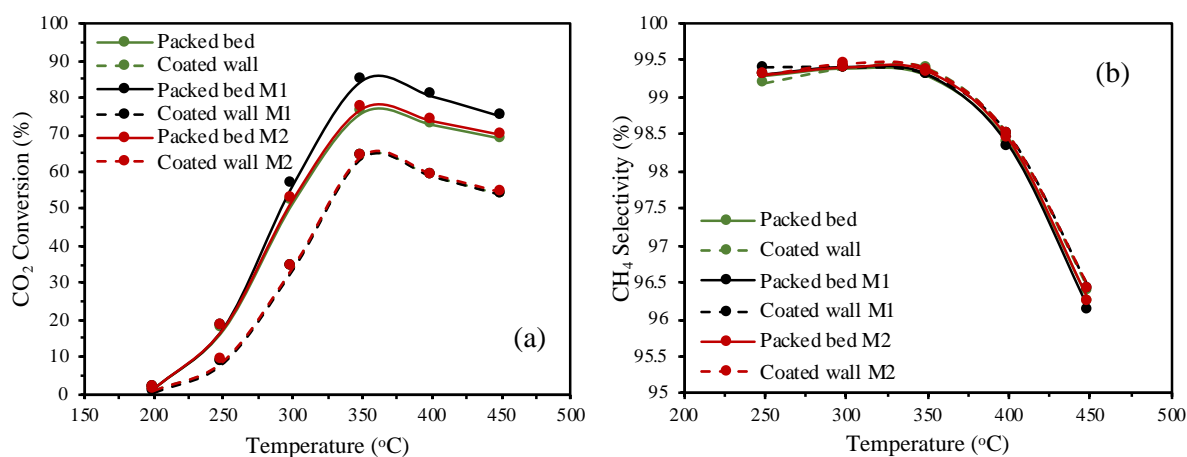 100
90
80
70
60
50
40
30
20
10
0
CO2 Conversion (%)
Packed bed
Coated wall
Packed bed M1
Coated wall M1
Packed bed M2
Coated wall M2
(a)
150 200 250 300 350 400 450 500
Temperature (°C)
100
99.5
99
98.5
98
97.5
97
96.5
96
95.5
95
CH4 Selectivity (%)
(b)
Packed bed
Coated wall
Packed bed M1
Coated wall M1
Packed bed M2
Coated wall M2
200 250 300 350 400 450 500
Temperature (°C)